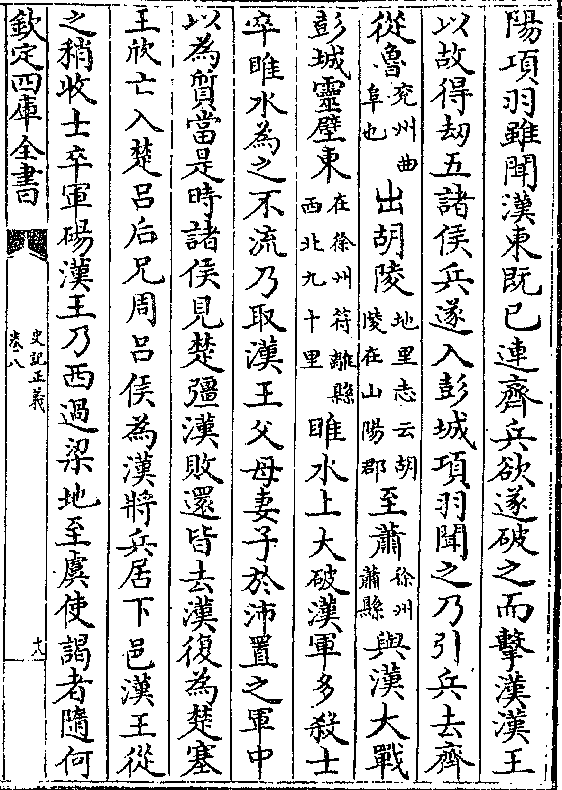 陽項羽雖聞漢東既已連齊兵欲遂破之而擊漢漢王
以故得劫五諸侯兵遂入彭城項羽聞之乃引兵去齊
從魯兖州曲阜也出胡陵地里志云胡陵在山陽郡至蕭徐州蕭縣與漢大戰
彭城靈壁東在徐州符離縣西北九十里睢水上大破漢軍多殺士
卒睢水為之不流乃取漢王父母妻子於沛置之軍中
以為質當是時諸侯見楚彊漢敗還皆去漢復為楚塞
王欣亡入楚吕后兄周吕侯為漢將兵居下邑漢王從
之稍收士卒軍碭漢王乃西過梁地至虞使謁者隨何
欽定四庫全書
史記正義
卷八
十八